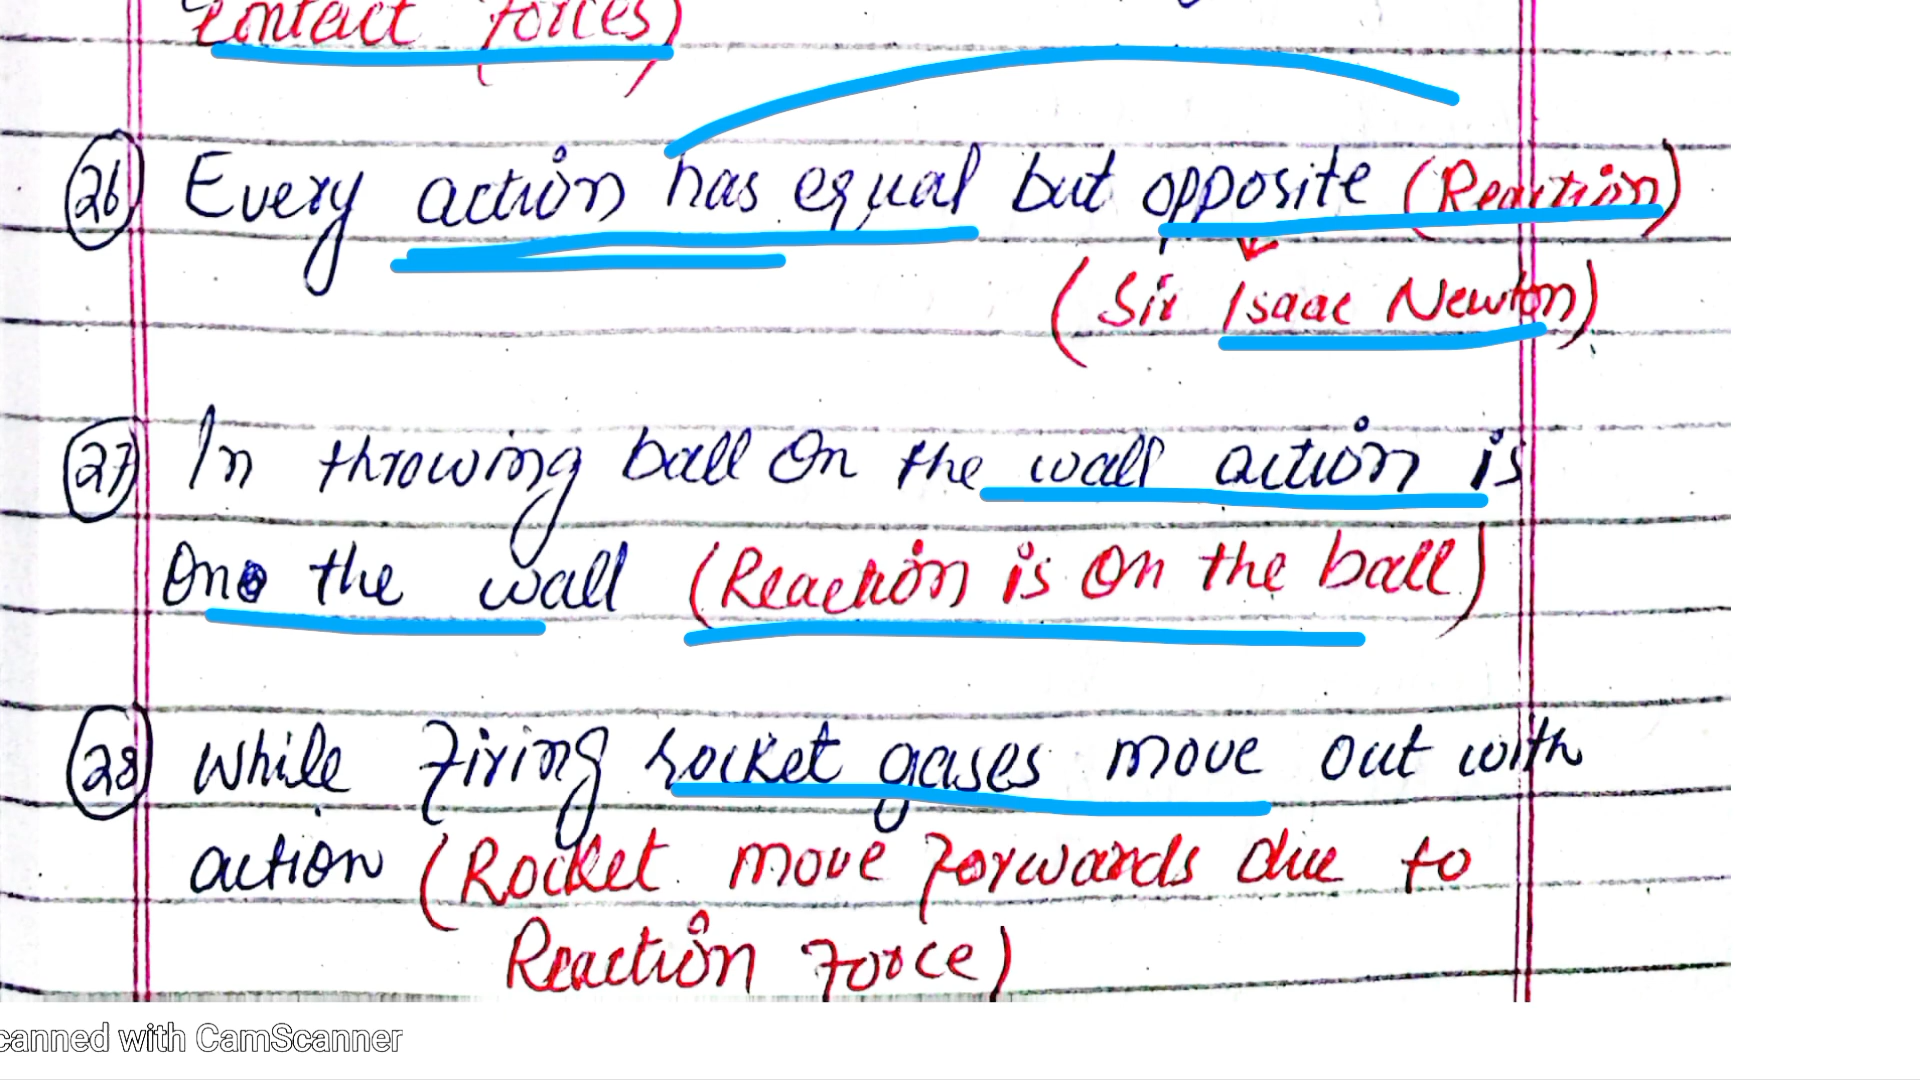 Contact forces)
26 Every action has equal but opposite (Reaction)
(Sir Isaac Newton)
27 In throwing ball on the wall action is
on the wall (Reaction is on the ball)
28 While firing rocket gases move out with
action (Rocket move forwards due to
Reaction force)
canned with CamScanner